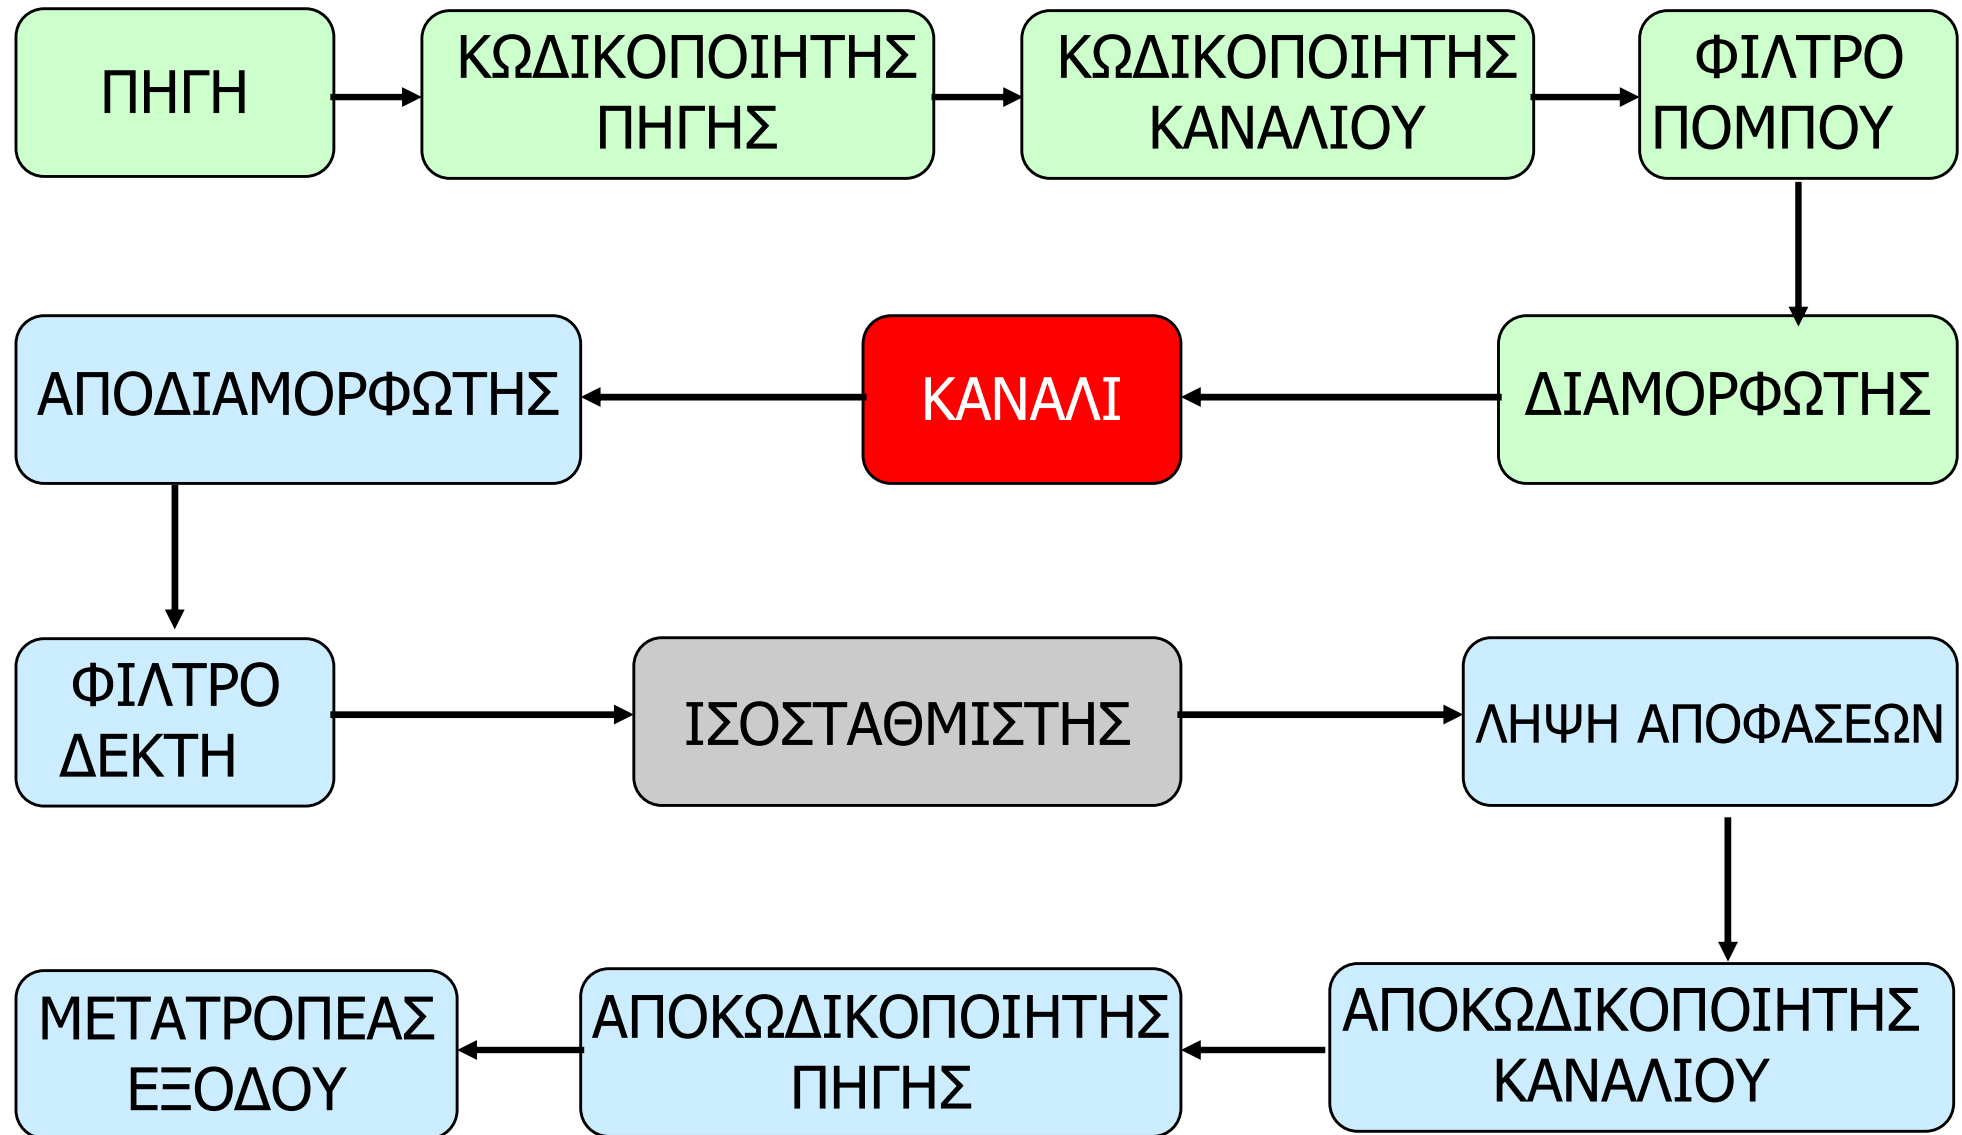 ΠΗΓΗ
ΚΩΔΙΚΟΠΟΙΗΤΗΣ
ΠΗΓΗΣ
ΚΩΔΙΚΟΠΟΙΗΤΗΣ
ΚΑΝΑΛΙΟΥ
ΦΙΛΤΡΟ
ΠΟΜΠΟΥ
ΑΠΟΔΙΑΜΟΡΦΩΤΗΣ
ΚΑΝΑΛΙ
ΔΙΑΜΟΡΦΩΤΗΣ
ΦΙΛΤΡΟ
ΔΕΚΤΗ
ΙΣΟΣΤΑΘΜΙΣΤΗΣ
ΛΗΨΗ ΑΠΟΦΑΣΕΩΝ
ΜΕΤΑΤΡΟΠΕΑΣ
ΕΞΟΔΟΥ
ΑΠΟΚΩΔΙΚΟΠΟΙΗΤΗΣ
ΠΗΓΗΣ
ΑΠΟΚΩΔΙΚΟΠΟΙΗΤΗΣ
ΚΑΝΑΛΙΟΥ